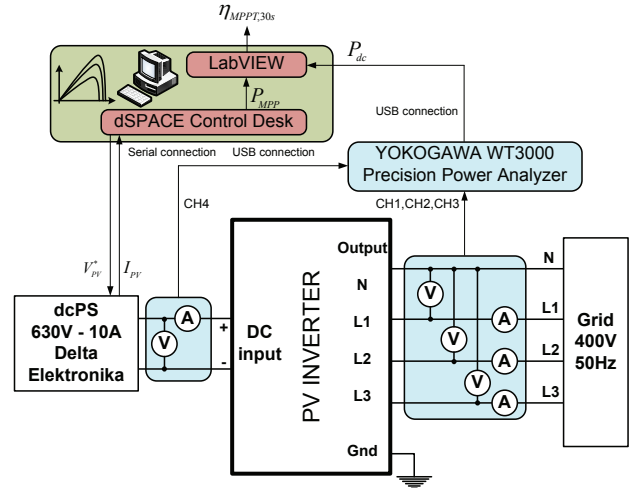 η_MPPT,30s
LabVIEW
P_dc
P_MPP
dSPACE Control Desk
USB connection
Serial connection USB connection
YOKOGAWA WT3000
Precision Power Analyzer
CH4
CH1,CH2,CH3
V*_PV
I_PV
dcPS
630V - 10A
Delta
Elektronika
A
V
+
-
DC
input
PV INVERTER
Output
N
L1
L2
L3
Gnd
V
V
V
A
A
A
N
L1
L2
L3
Grid
400V
50Hz